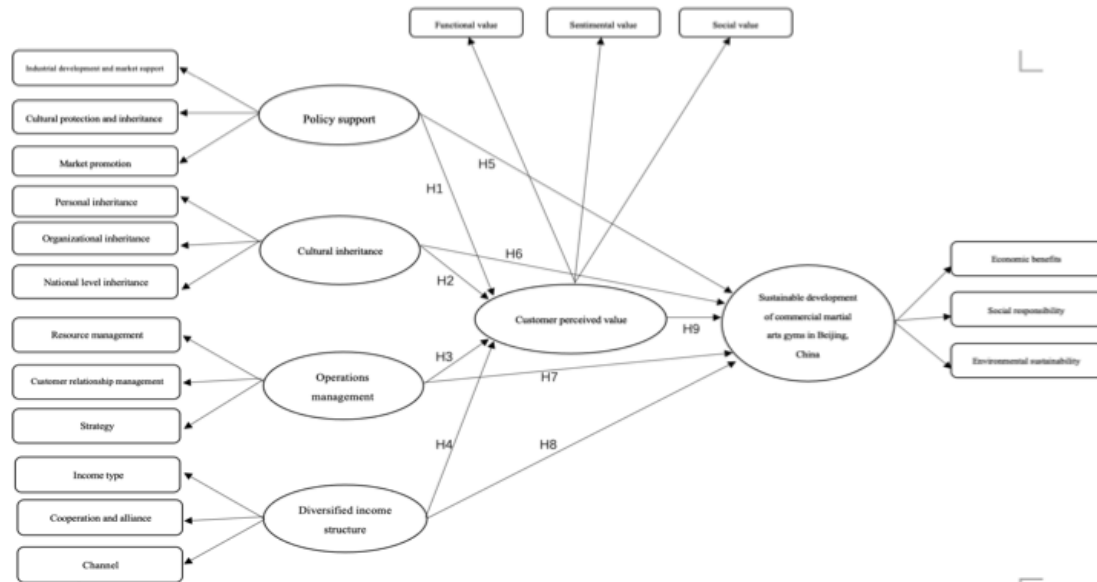 Functional value
Sentimental value
Social value
Industrial development and market support
Cultural protection and inheritance
Market promotion
Policy support
H5
H1
Personal inheritance
Organizational inheritance
National level inheritance
Cultural inheritance
H6
H2
Customer perceived value
H9
Sustainable development
of commercial martial
arts gyms in Beijing,
China
Economic benefits
Social responsibility
Environmental sustainability
Resource management
Customer relationship management
Strategy
Operations
management
H3
H7
H4
H8
Income type
Cooperation and alliance
Channel
Diversified income
structure